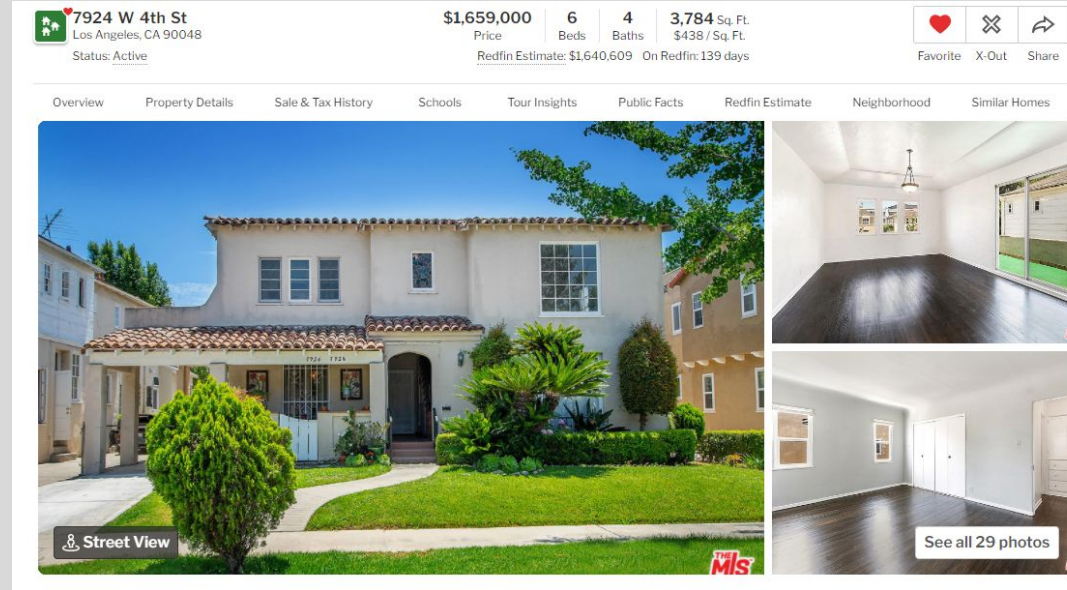 7924 W 4th St
Los Angeles, CA 90048
Status: Active
$1,659,000
Price
6
Beds
4
Baths
3,784 Sq. Ft.
$438 / Sq. Ft.
Redfin Estimate: $1,640,609 On Redfin: 139 days
Favorite
X-Out
Share
Overview Property Details Sale & Tax History Schools Tour Insights Public Facts Redfin Estimate Neighborhood Similar Homes
7924 7926
Street View
THE MLS
See all 29 photos